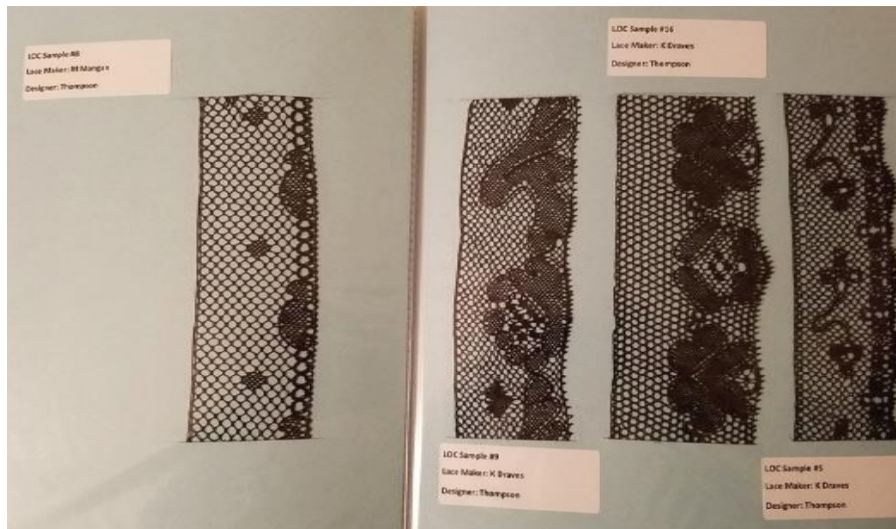 LOC Sample #8
Lace Maker: M Mangan
Designer: Thompson
LOC Sample #16
Lace Maker: K Draves
Designer: Thompson
LOC Sample #9
Lace Maker: K Draves
Designer: Thompson
LOC Sample #5
Lace Maker: K Draves
Designer: Thompson